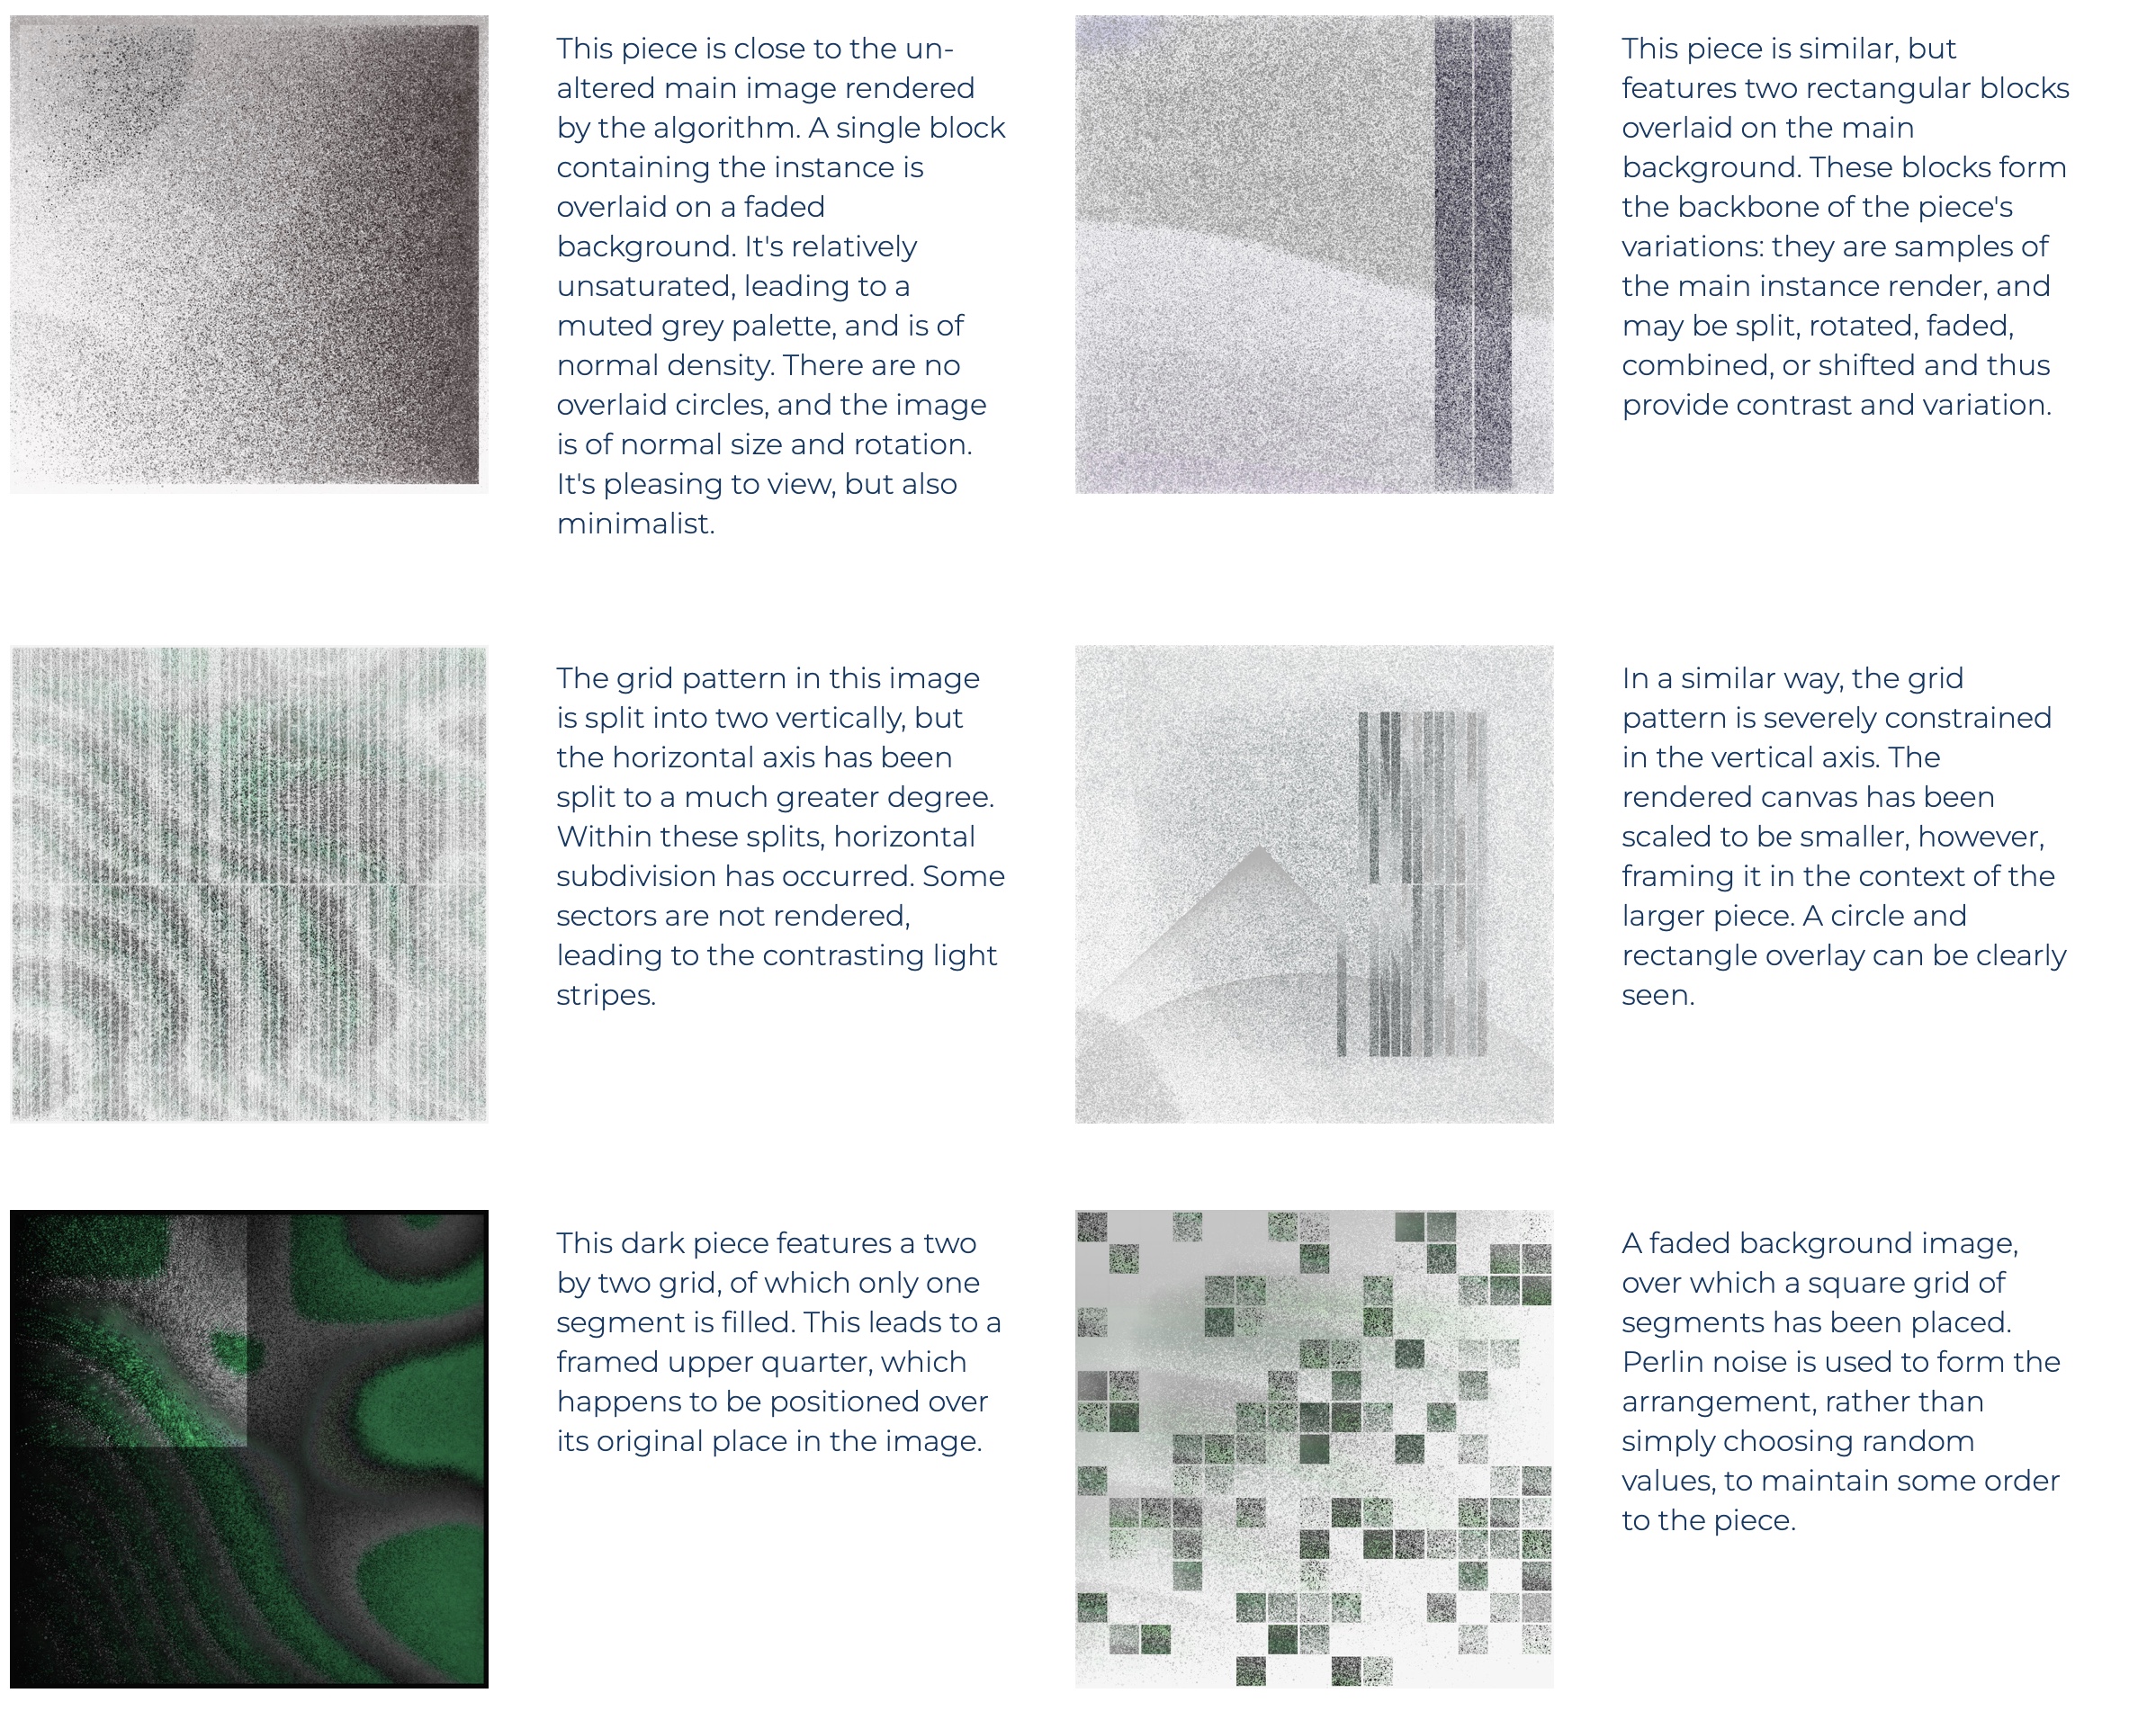 This piece is close to the un-
altered main image rendered
by the algorithm. A single block
containing the instance is
overlaid on a faded
background. It's relatively
unsaturated, leading to a
muted grey palette, and is of
normal density. There are no
overlaid circles, and the image
is of normal size and rotation.
It's pleasing to view, but also
minimalist.
This piece is similar, but
features two rectangular blocks
overlaid on the main
background. These blocks form
the backbone of the piece's
variations: they are samples of
the main instance render, and
may be split, rotated, faded,
combined, or shifted and thus
provide contrast and variation.
The grid pattern in this image
is split into two vertically, but
the horizontal axis has been
split to a much greater degree.
Within these splits, horizontal
subdivision has occurred. Some
sectors are not rendered,
leading to the contrasting light
stripes.
In a similar way, the grid
pattern is severely constrained
in the vertical axis. The
rendered canvas has been
scaled to be smaller, however,
framing it in the context of the
larger piece. A circle and
rectangle overlay can be clearly
seen.
This dark piece features a two
by two grid, of which only one
segment is filled. This leads to a
framed upper quarter, which
happens to be positioned over
its original place in the image.
A faded background image,
over which a square grid of
segments has been placed.
Perlin noise is used to form the
arrangement, rather than
simply choosing random
values, to maintain some order
to the piece.